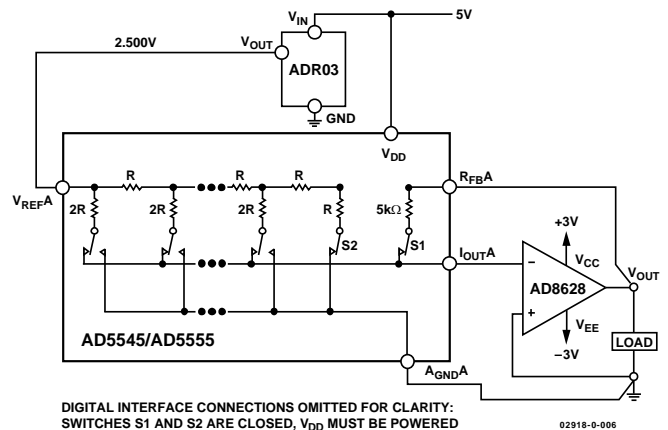 V_IN
5V
2.500V
V_OUT
ADR03
GND
V_DD
R
R
R
R_FBA
V_REFA
2R
2R
2R
R
5kΩ
S2
S1
+3V
I_OUTA
V_CC
V_OUT
−
AD8628
+
V_EE
LOAD
−3V
AD5545/AD5555
A_GNDA
DIGITAL INTERFACE CONNECTIONS OMITTED FOR CLARITY:
SWITCHES S1 AND S2 ARE CLOSED, V_DD MUST BE POWERED
02918-0-006